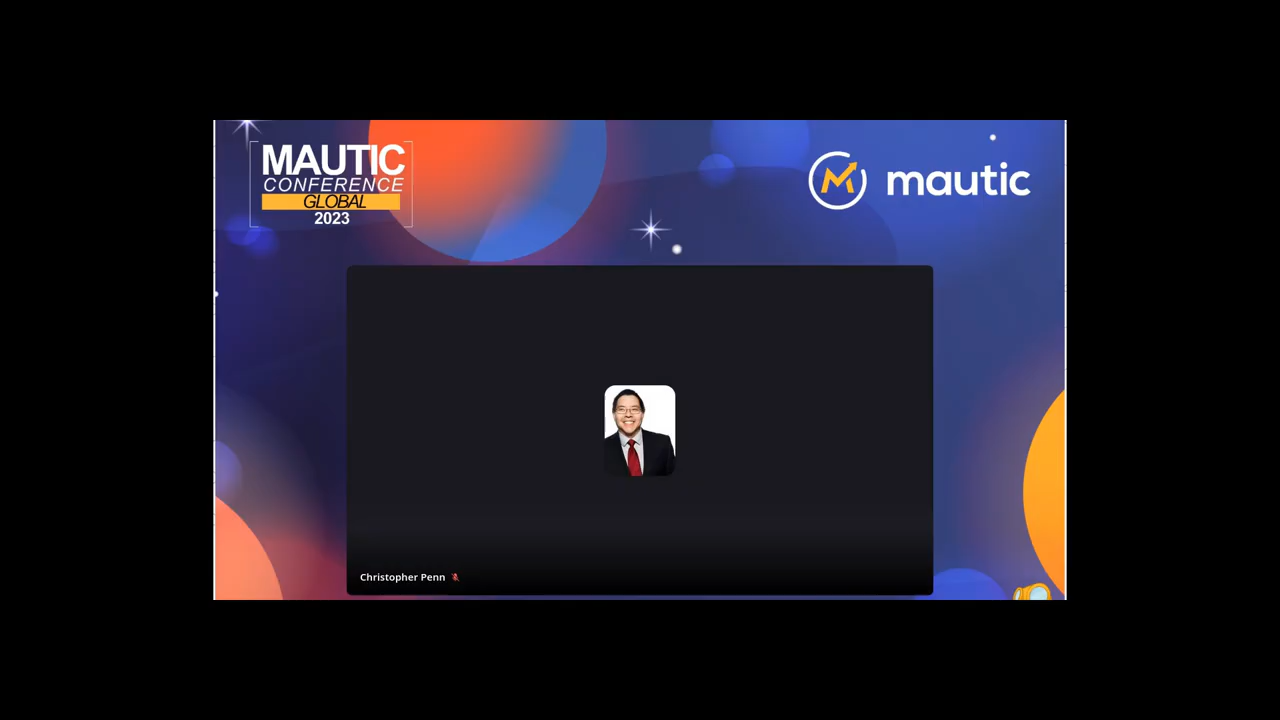 MAUTIC
CONFERENCE
GLOBAL
2023
mautic
Christopher Penn